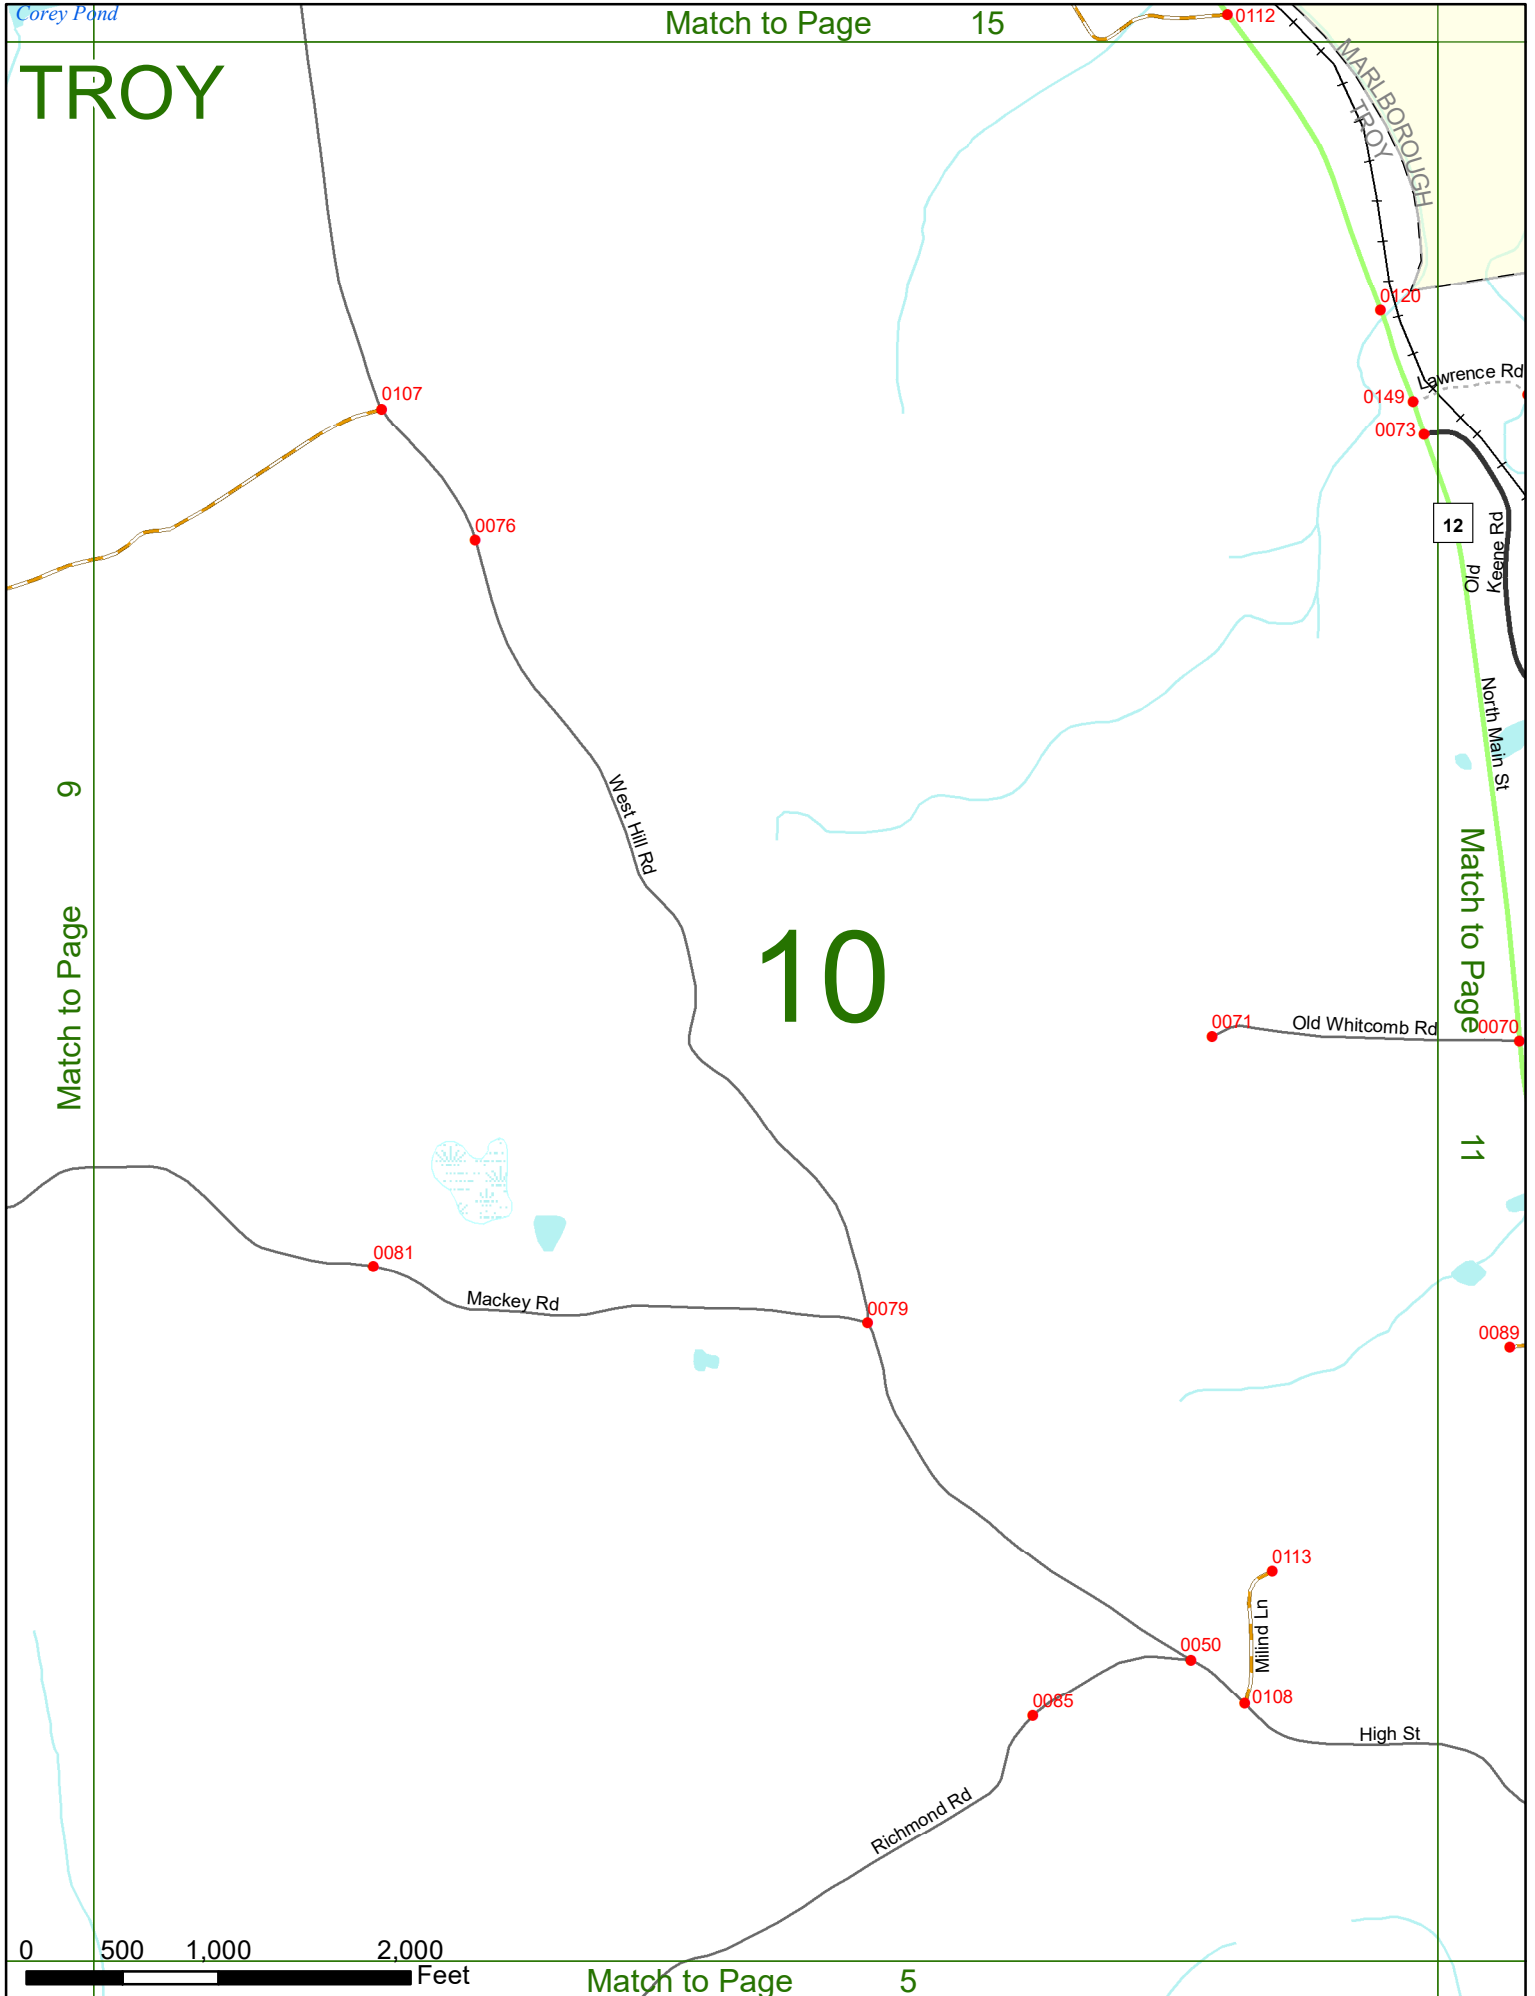 Corey Pond
Match to Page 15
0112
TROY
MARLBOROUGH
TROY
0120
Lawrence Rd
0107
0149
0073
0076
12
Old
Keene Rd
North Main St
West Hill Rd
Match to Page 9
10
Match to Page 11
0071
Old Whitcomb Rd
0070
0081
Mackey Rd
0079
0089
0113
Milind Ln
0050
0085
0108
High St
Richmond Rd
0 500 1,000 2,000
Feet
Match to Page 5